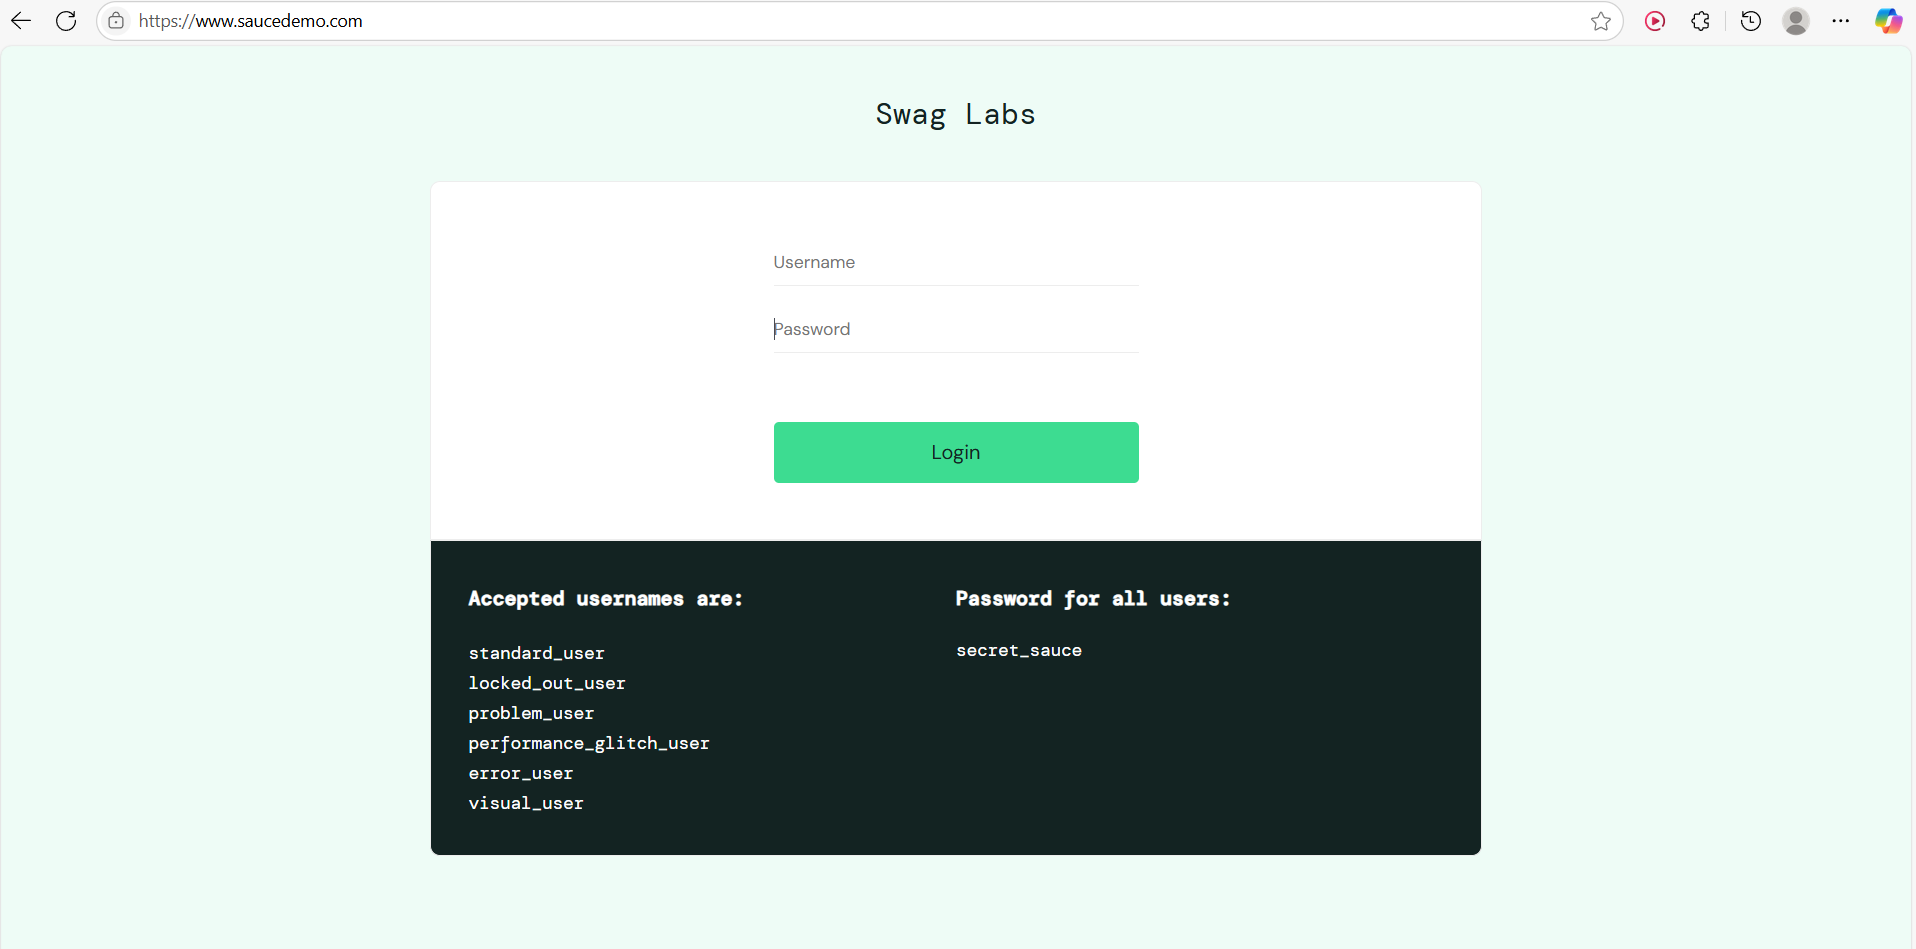 https://www.saucedemo.com
Swag Labs
Username
Password
Login
Accepted usernames are:
standard_user
locked_out_user
problem_user
performance_glitch_user
error_user
visual_user
Password for all users:
secret_sauce